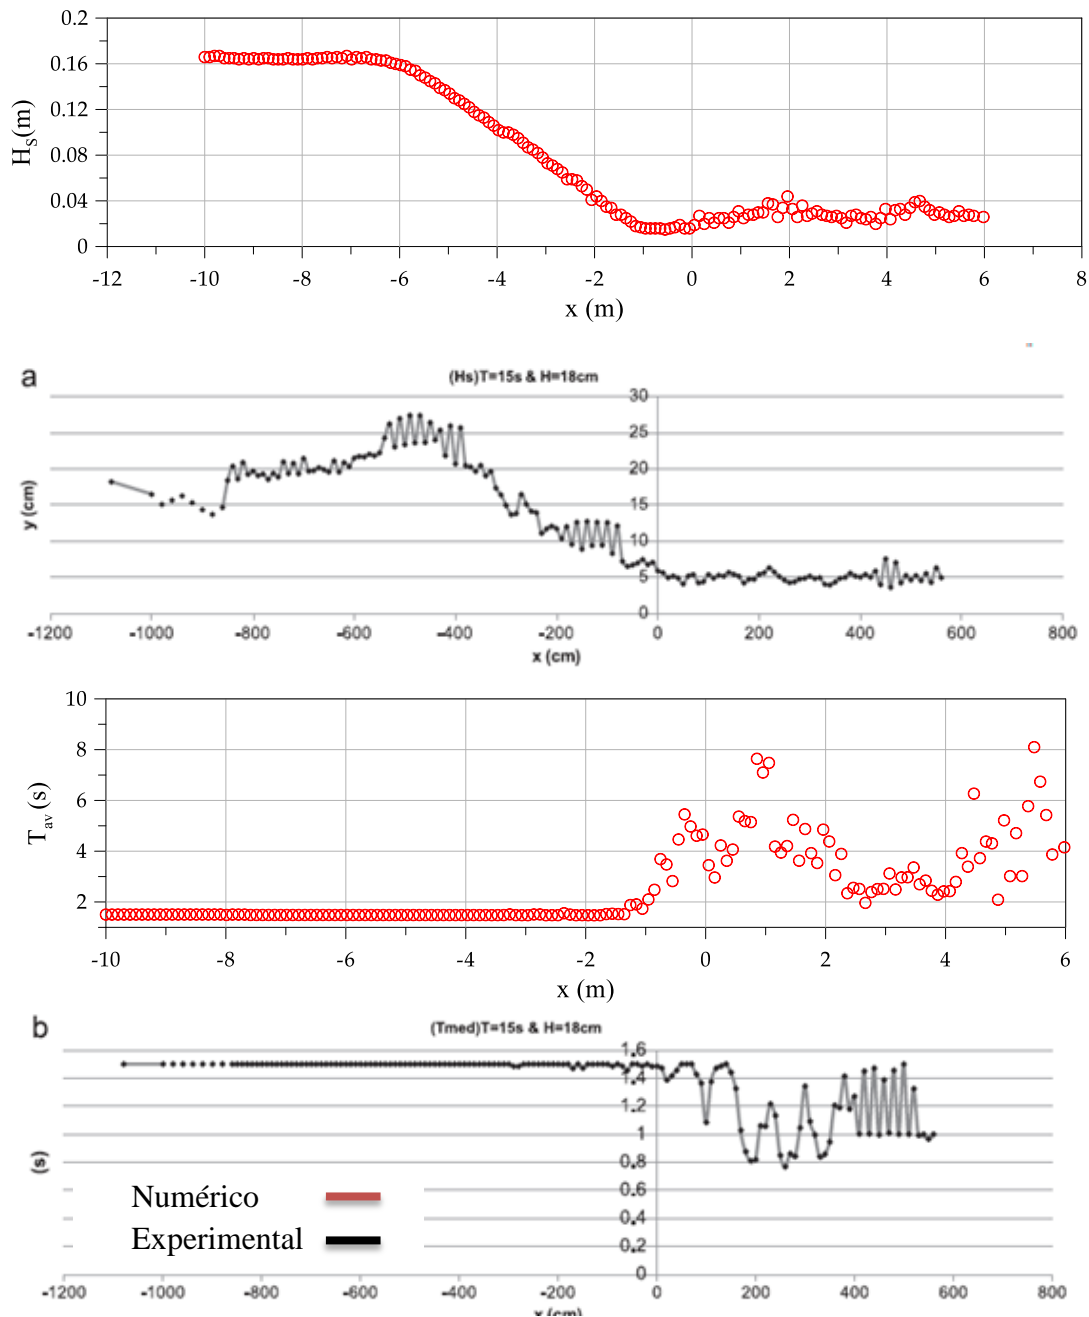 0.2
0.16
0.12
0.08
0.04
0
H_S(m)
-12 -10 -8 -6 -4 -2 0 2 4 6 8
x (m)
a
(Hs)T=15s & H=18cm
30
25
20
15
10
5
0
y (cm)
-1200 -1000 -800 -600 -400 -200 0 200 400 600 800
x (cm)
10
8
6
4
2
T_av (s)
-10 -8 -6 -4 -2 0 2 4 6
x (m)
b
(Tmed)T=15s & H=18cm
1.6
1.4
1.2
1
0.8
0.6
0.4
0.2
0
(s)
Numérico
Experimental
-1200 -1000 -800 -600 -400 -200 0 200 400 600 800
x (cm)